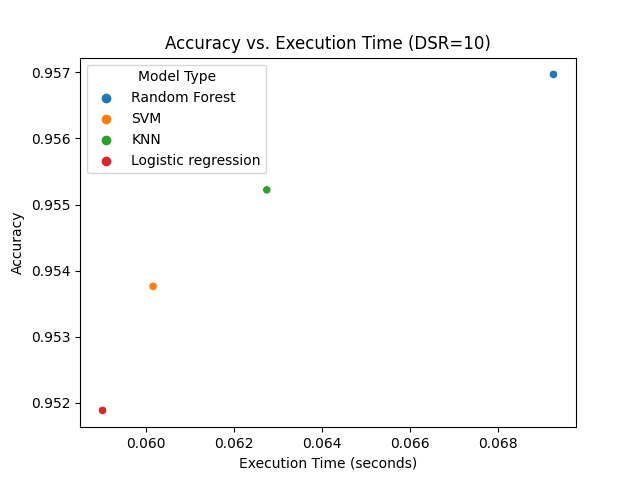 Accuracy vs. Execution Time (DSR=10)
Model Type
Random Forest
SVM
KNN
Logistic regression
Accuracy
0.957
0.956
0.955
0.954
0.953
0.952
0.060 0.062 0.064 0.066 0.068
Execution Time (seconds)